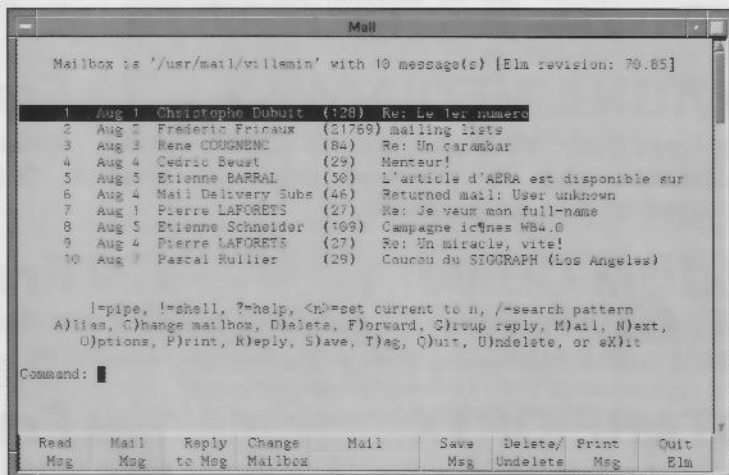 Mail
Mailbox is '/usr/mail/villemin' with 10 message(s) [Elm revision: 70.85]
1 Aug 1 Christophe Dubuit (128) Re: Le 1er numero
2 Aug 2 Frederic Fricaux (21769) mailing lists
3 Aug 3 Rene COUGNENC (84) Re: Un carambar
4 Aug 4 Cedric Beust (29) Menteur!
5 Aug 5 Etienne BARRAL (50) L'article d'AERA est disponible sur
6 Aug 4 Mail Delivery Subs (46) Returned mail: User unknown
7 Aug 1 Pierre LAFORETS (27) Re: Je veux mon full-name
8 Aug 5 Etienne Schneider (109) Campagne ic¶nes WB4.0
9 Aug 4 Pierre LAFORETS (27) Re: Un miracle, vite!
10 Aug 7 Pascal Rullier (29) Coucou du SIGGRAPH (Los Angeles)
|=pipe, !=shell, ?=help, <n>=set current to n, /=search pattern
A)lias, C)hange mailbox, D)elete, F)orward, G)roup reply, M)ail, N)ext,
O)ptions, P)rint, R)eply, S)ave, T)ag, Q)uit, U)ndelete, or eX)it
Command:
Read Mail Reply Change Mail Save Delete/ Print Quit
Msg Msg to Msg Mailbox Msg Undelete Msg Elm